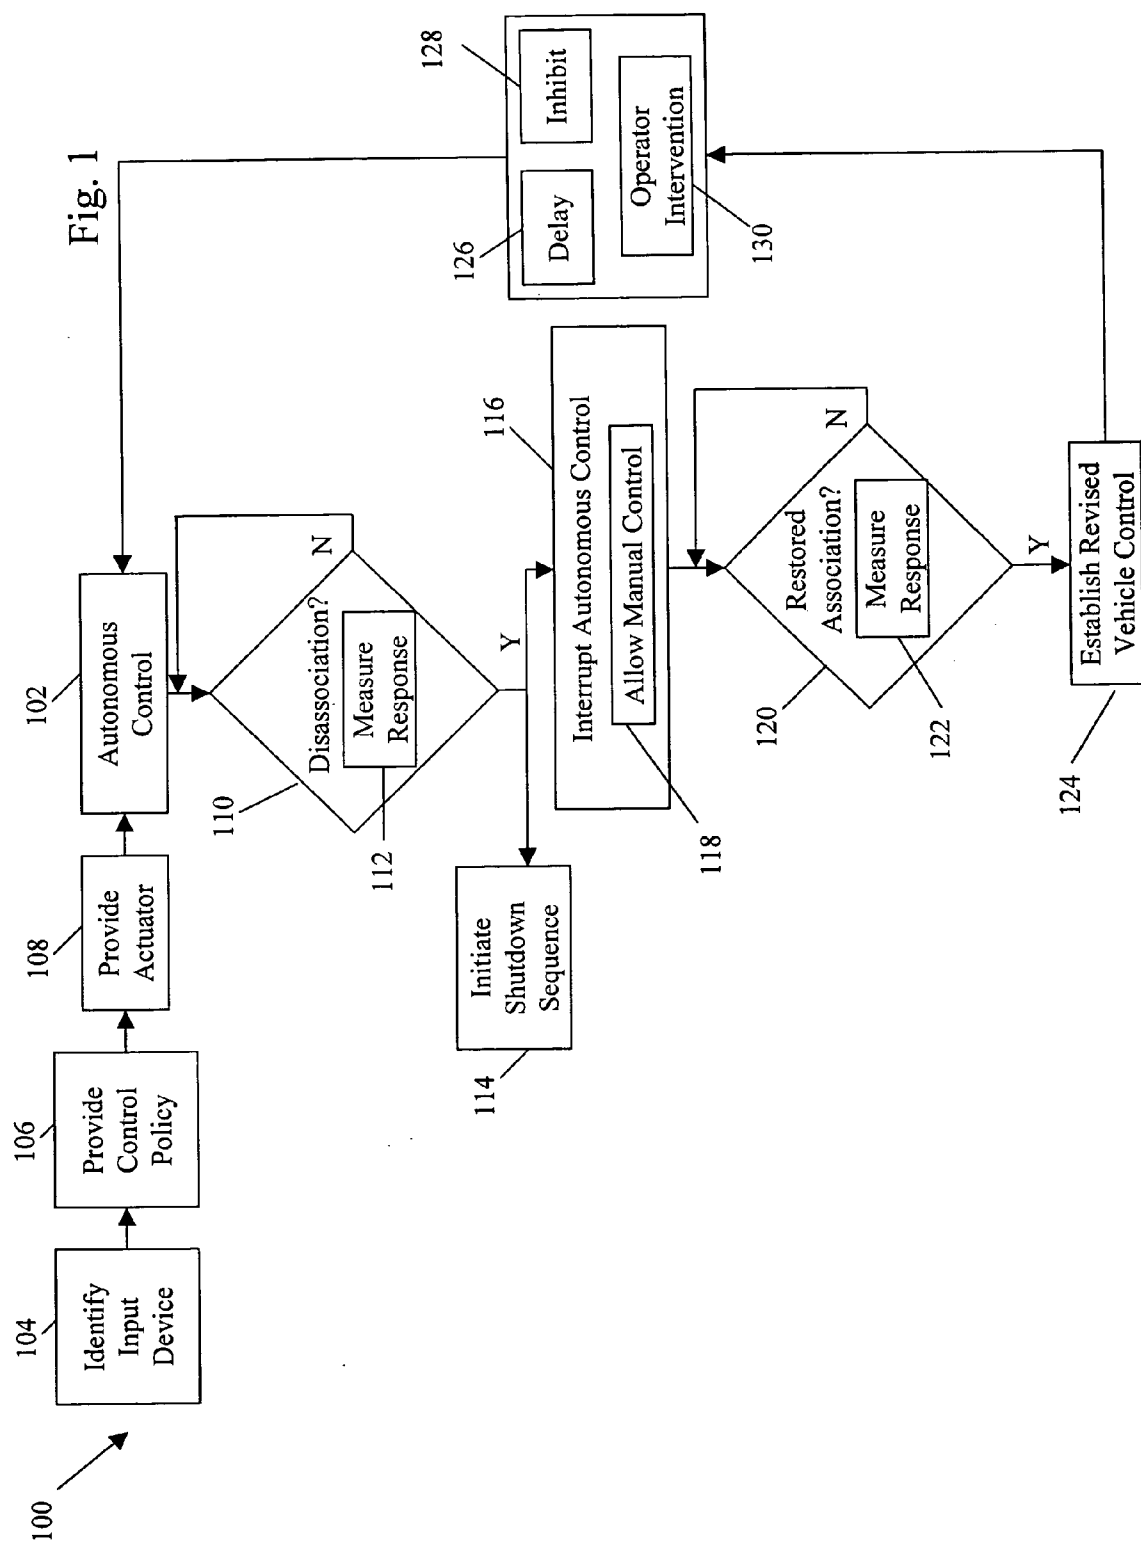 Fig. 1
100
104
Identify
Input
Device
106
Provide
Control
Policy
108
Provide
Actuator
102
Autonomous
Control
110
Disassociation?
N
Measure
Response
112
Y
Initiate
Shutdown
Sequence
114
116
Interrupt Autonomous Control
Allow Manual Control
118
120
Restored
Association?
N
Measure
Response
122
Y
Establish Revised
Vehicle Control
124
126
Delay
128
Inhibit
Operator
Intervention
130